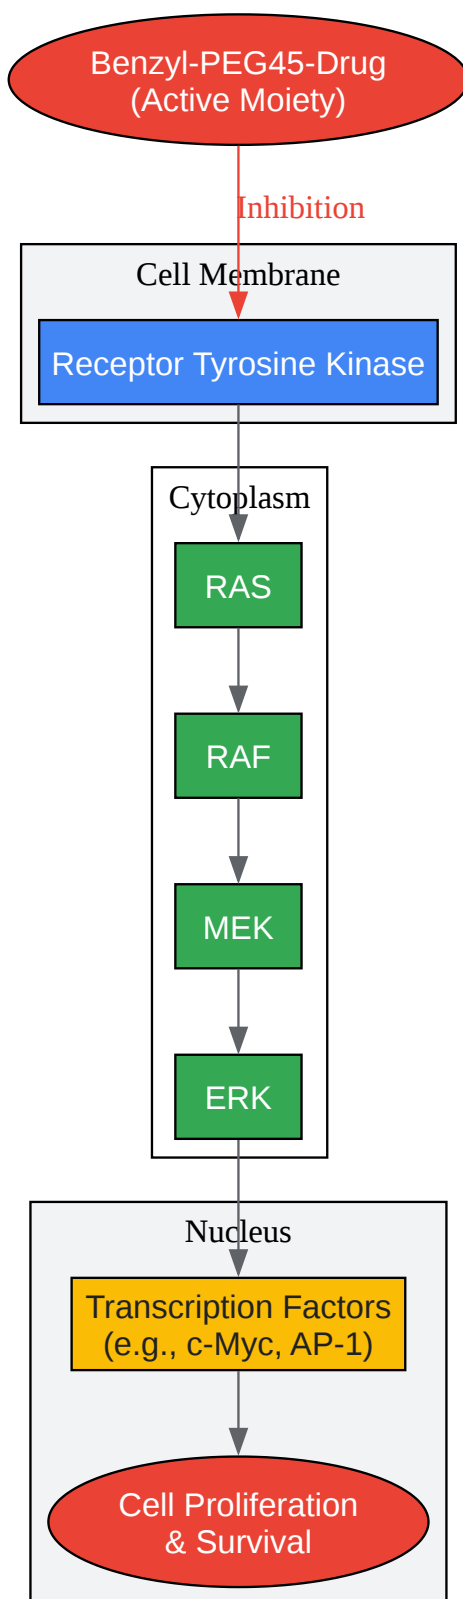 Benzyl-PEG45-Drug
(Active Moiety)
Inhibition
Cell Membrane
Receptor Tyrosine Kinase
Cytoplasm
RAS
RAF
MEK
ERK
Nucleus
Transcription Factors
(e.g., c-Myc, AP-1)
Cell Proliferation
& Survival